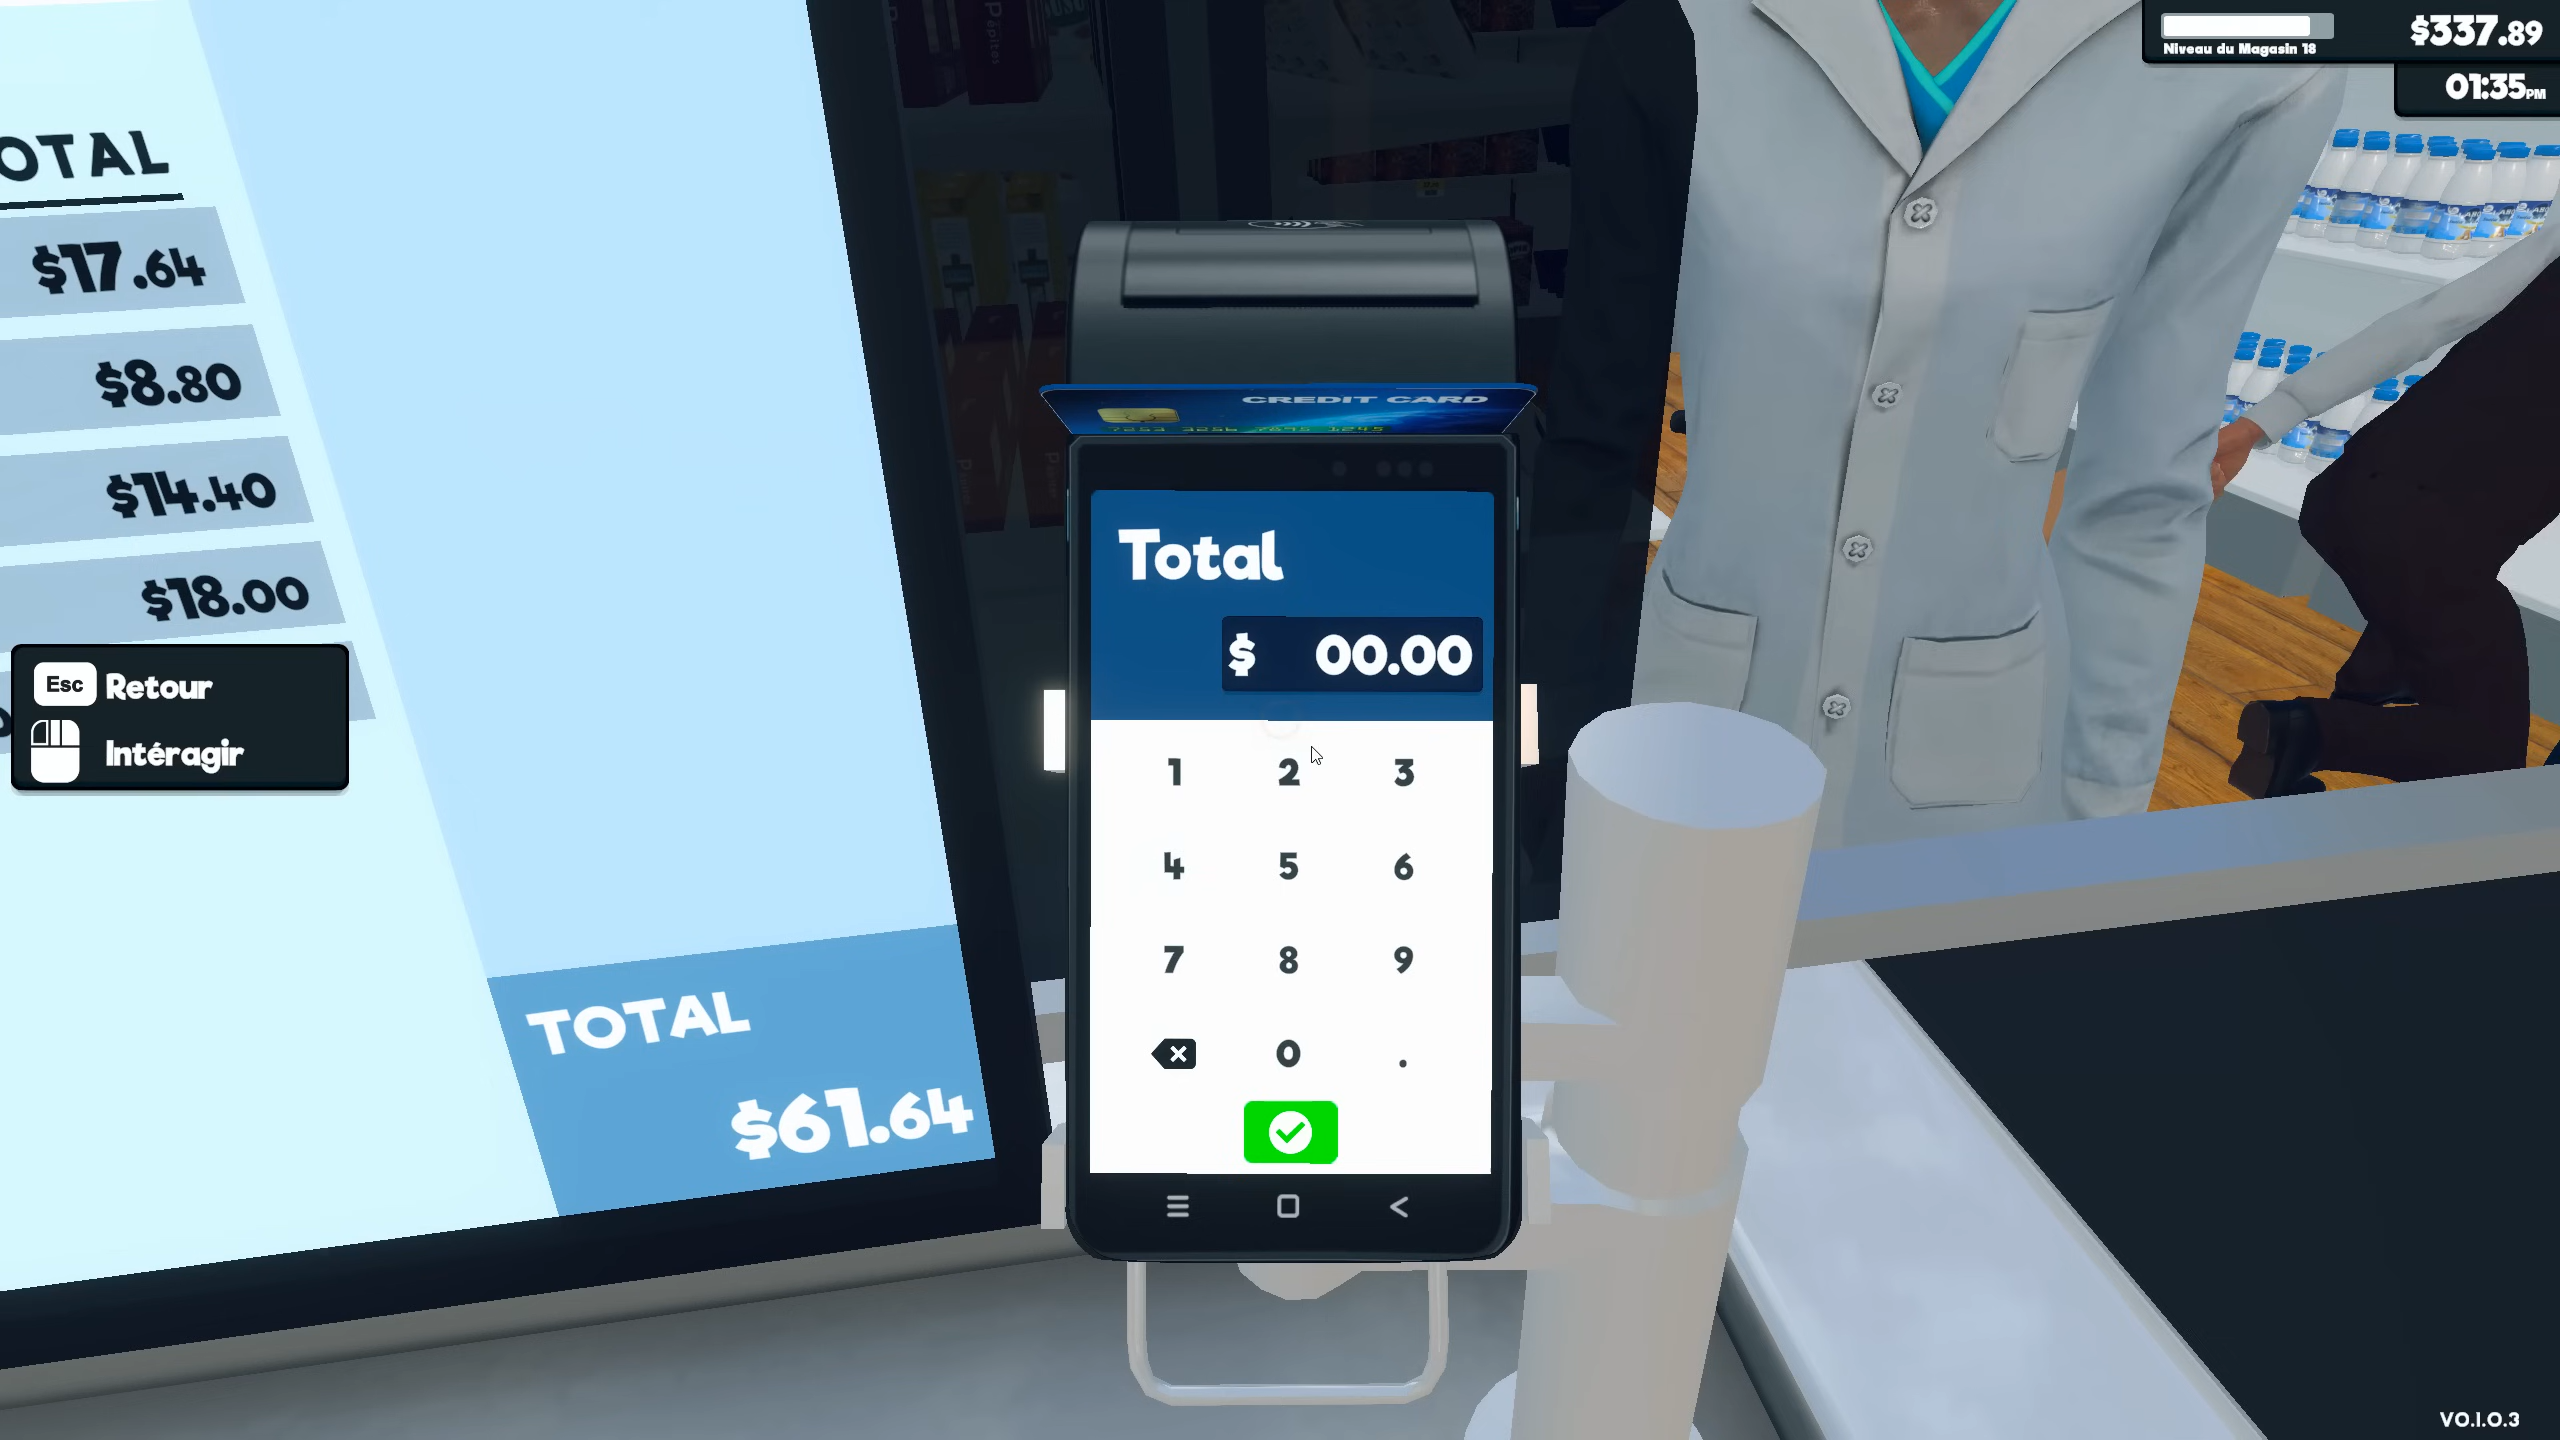 $337.89
Niveau du Magasin 18
01:35PM
OTAL
$17.64
$8.80
$14.40
$18.00
Esc Retour
Intéragir
TOTAL
$61.64
CREDIT CARD
Total
$ 00.00
1 2 3
4 5 6
7 8 9
0 .
V0.1.0.3